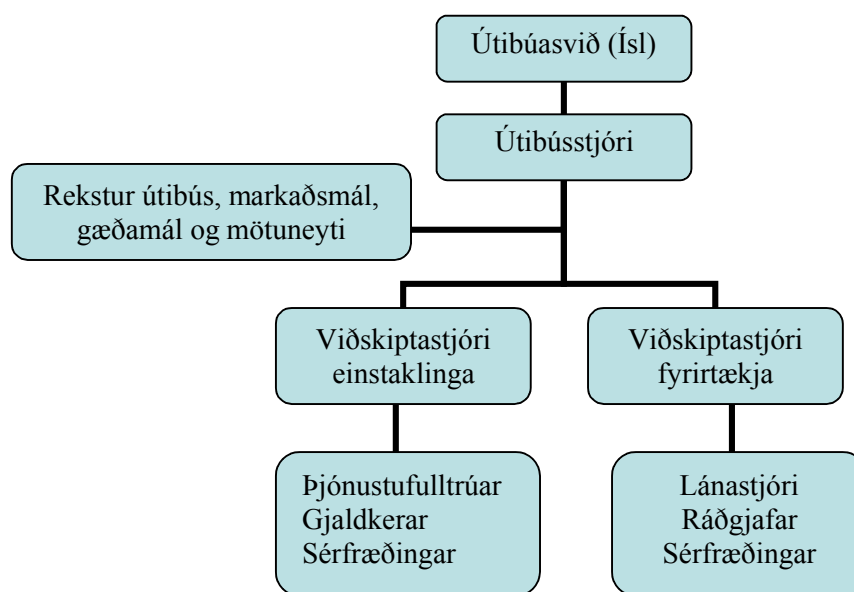 Útibúasvið (Ísl)
Útibússtjóri
Rekstur útibús, markaðsmál,
gæðamál og mötuneyti
Viðskiptastjóri
einstaklinga
Viðskiptastjóri
fyrirtækja
Þjónustufulltrúar
Gjaldkerar
Sérfræðingar
Lánastjóri
Ráðgjafar
Sérfræðingar